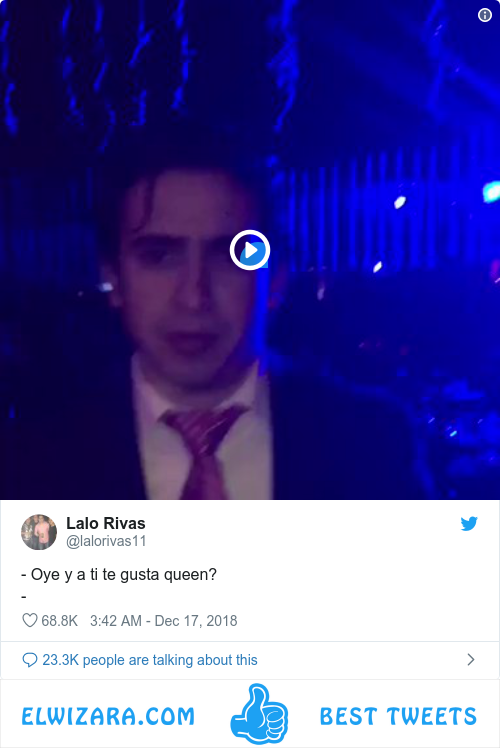 Lalo Rivas
@lalorivas11
- Oye y a ti te gusta queen?
-
68.8K 3:42 AM - Dec 17, 2018
23.3K people are talking about this
ELWIZARA.COM BEST TWEETS